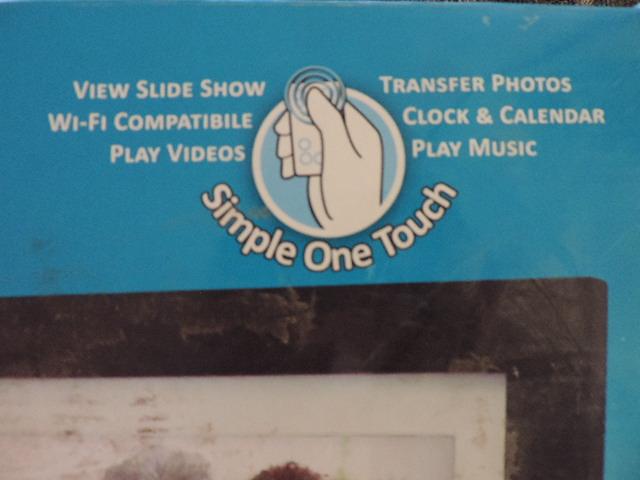 VIEW SLIDE SHOW
WI-FI COMPATIBILE
PLAY VIDEOS
TRANSFER PHOTOS
CLOCK & CALENDAR
PLAY MUSIC
Simple One Touch